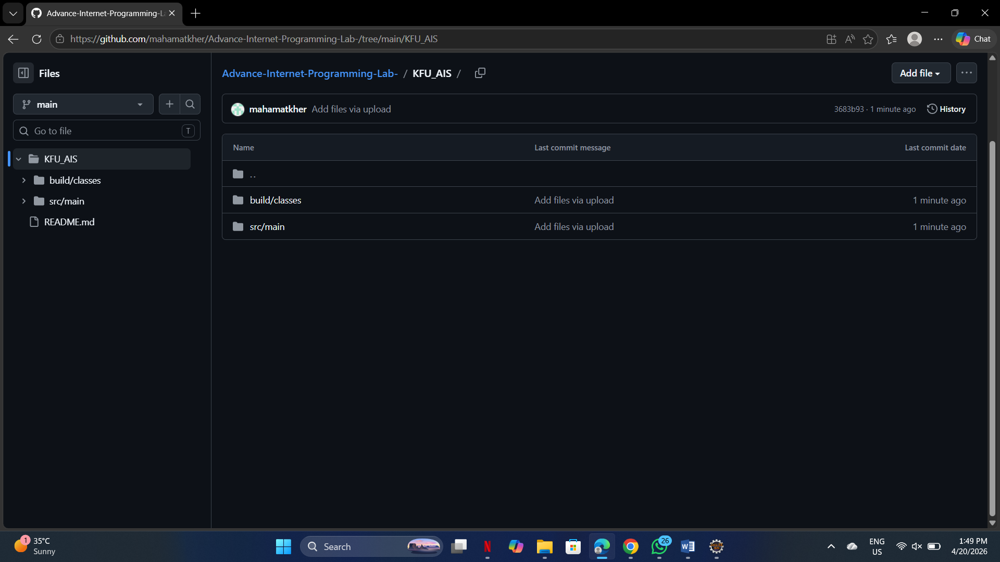 Advance-Internet-Programming-L
https://github.com/mahamatkher/Advance-Internet-Programming-Lab-/tree/main/KFU_AIS
Chat
Files
Advance-Internet-Programming-Lab- / KFU_AIS /
Add file
main
mahamatkher Add files via upload
3683b93 · 1 minute ago
History
Go to file
T
Name
Last commit message
Last commit date
KFU_AIS
..
build/classes
build/classes
Add files via upload
1 minute ago
src/main
src/main
Add files via upload
1 minute ago
README.md
1
35°C
Sunny
Search
N
26
W
ENG
US
1:49 PM
4/20/2026